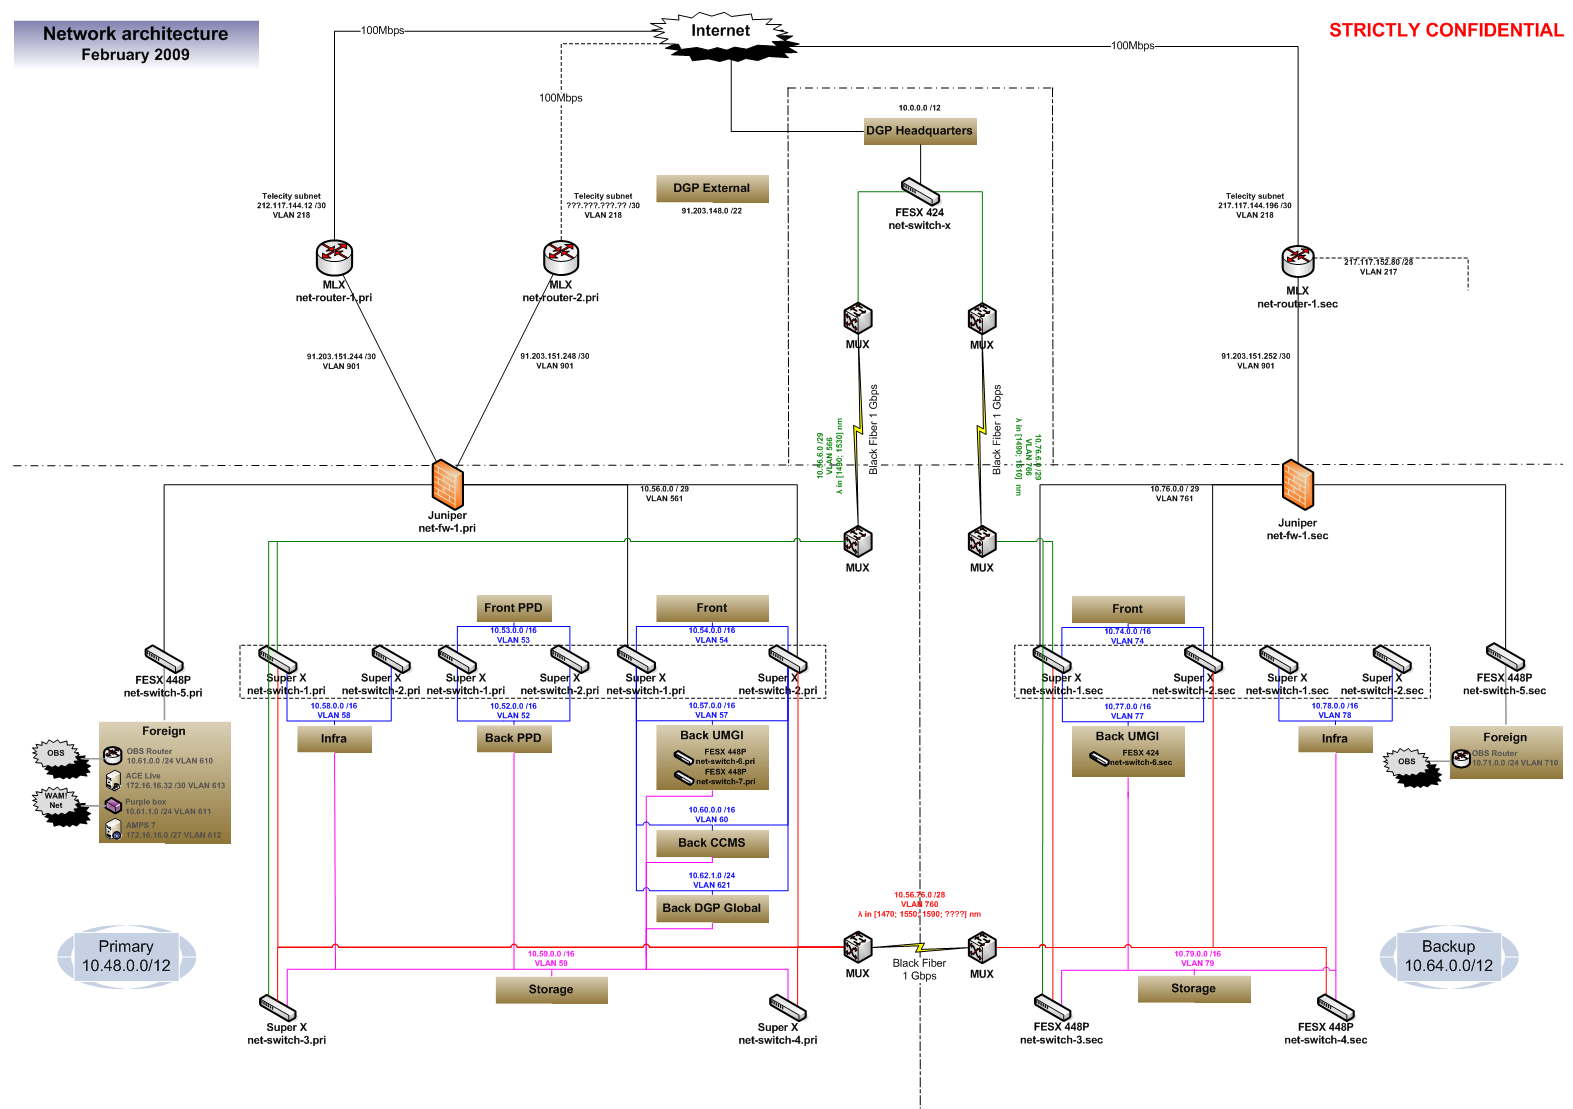 Network architecture
February 2009
Internet
STRICTLY CONFIDENTIAL
100Mbps
100Mbps
100Mbps
10.0.0.0 /12
DGP Headquarters
DGP External
91.203.148.0 /22
FESX 424
net-switch-x
Telecity subnet
212.117.144.12 /30
VLAN 218
Telecity subnet
???.???.???.?? /30
VLAN 218
Telecity subnet
217.117.144.196 /30
VLAN 218
MLX
net-router-1.pri
MLX
net-router-2.pri
217.117.152.80 /28
VLAN 217
MLX
net-router-1.sec
MUX
MUX
91.203.151.244 /30
VLAN 901
91.203.151.248 /30
VLAN 901
91.203.151.252 /30
VLAN 901
10.56.6.0 /29
VLAN 566
λ in [1490; 1530] nm
Black Fiber 1 Gbps
Black Fiber 1 Gbps
10.76.6.0 /29
VLAN 766
λ in [1490; 1610] nm
Juniper
net-fw-1.pri
10.56.0.0 / 29
VLAN 561
10.76.0.0 / 29
VLAN 761
Juniper
net-fw-1.sec
MUX
MUX
Front PPD
10.53.0.0 /16
VLAN 53
Front
10.54.0.0 /16
VLAN 54
Front
10.74.0.0 /16
VLAN 74
FESX 448P
net-switch-5.pri
Super X
net-switch-1.pri
Super X
net-switch-2.pri
Super X
net-switch-1.pri
Super X
net-switch-2.pri
Super X
net-switch-1.pri
Super X
net-switch-2.pri
Super X
net-switch-1.sec
Super X
net-switch-2.sec
Super X
net-switch-1.sec
Super X
net-switch-2.sec
FESX 448P
net-switch-5.sec
10.58.0.0 /16
VLAN 58
10.52.0.0 /16
VLAN 52
10.57.0.0 /16
VLAN 57
10.77.0.0 /16
VLAN 77
10.78.0.0 /16
VLAN 78
Foreign
OBS
OBS Router
10.61.0.0 /24 VLAN 610
ACE Live
172.16.16.32 /30 VLAN 613
WAM!
Net
Purple box
10.61.1.0 /24 VLAN 611
AMPS 7
172.16.16.0 /27 VLAN 612
Infra
Back PPD
Back UMGI
FESX 448P
net-switch-6.pri
FESX 448P
net-switch-7.pri
Back UMGI
FESX 424
net-switch-6.sec
Infra
Foreign
OBS
OBS Router
10.71.0.0 /24 VLAN 710
10.60.0.0 /16
VLAN 60
Back CCMS
10.62.1.0 /24
VLAN 621
Back DGP Global
10.56.76.0 /28
VLAN 760
λ in [1470; 1550; 1590; ????] nm
Primary
10.48.0.0/12
Backup
10.64.0.0/12
10.59.0.0 /16
VLAN 59
Storage
MUX
Black Fiber
1 Gbps
MUX
10.79.0.0 /16
VLAN 79
Storage
Super X
net-switch-3.pri
Super X
net-switch-4.pri
FESX 448P
net-switch-3.sec
FESX 448P
net-switch-4.sec